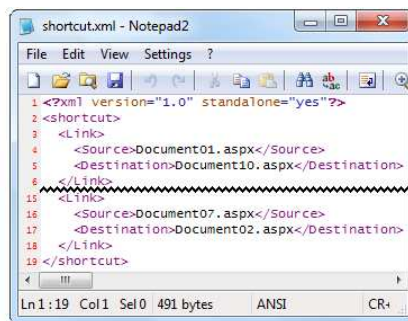 shortcut.xml - Notepad2
File Edit View Settings ?
1 <?xml version="1.0" standalone="yes"?>
2 <shortcut>
3 <Link>
4 <Source>Document01.aspx</Source>
5 <Destination>Document10.aspx</Destination>
6 </Link>
15 <Link>
16 <Source>Document07.aspx</Source>
17 <Destination>Document02.aspx</Destination>
18 </Link>
19 </shortcut>
Ln 1 : 19 Col 1 Sel 0 491 bytes ANSI CR+